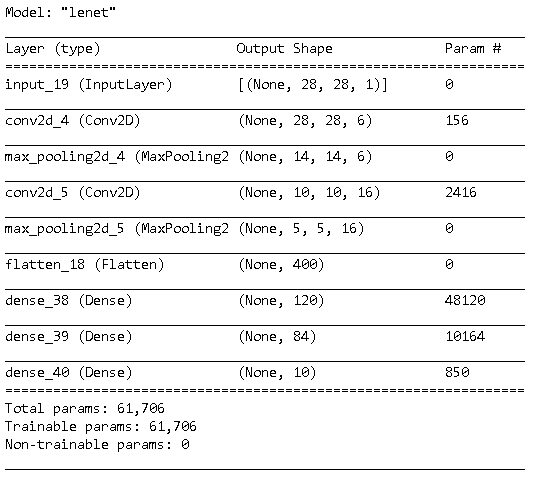 Model: "lenet"
Layer (type) Output Shape Param #
input_19 (InputLayer) [(None, 28, 28, 1)] 0
conv2d_4 (Conv2D) (None, 28, 28, 6) 156
max_pooling2d_4 (MaxPooling2 (None, 14, 14, 6) 0
conv2d_5 (Conv2D) (None, 10, 10, 16) 2416
max_pooling2d_5 (MaxPooling2 (None, 5, 5, 16) 0
flatten_18 (Flatten) (None, 400) 0
dense_38 (Dense) (None, 120) 48120
dense_39 (Dense) (None, 84) 10164
dense_40 (Dense) (None, 10) 850
Total params: 61,706
Trainable params: 61,706
Non-trainable params: 0